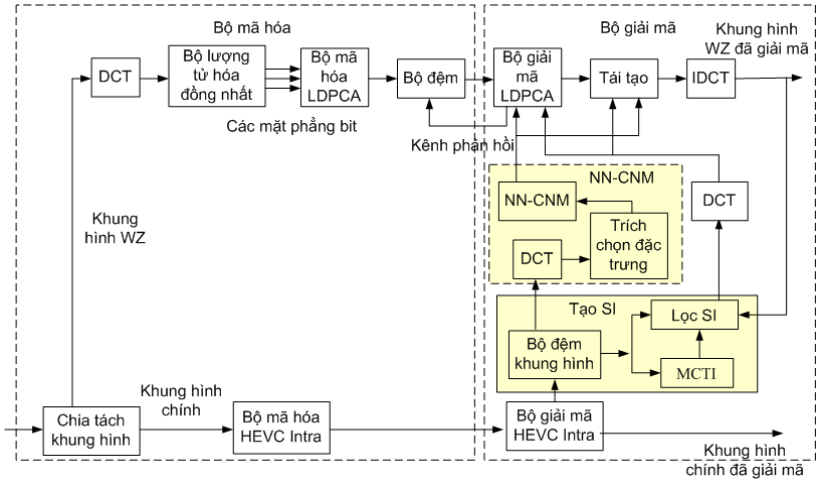 Bộ mã hóa
Bộ giải mã
Khung hình
WZ đã giải mã
DCT
Bộ lượng
tử hóa
đồng nhất
Bộ mã
hóa
LDPCA
Bộ đệm
Bộ giải
mã
LDPCA
Tái tạo
IDCT
Các mặt phẳng bit
Kênh phản hồi
NN-CNM
NN-CNM
DCT
Khung
hình WZ
Trích
chọn đặc
trưng
DCT
Tạo SI
Lọc SI
Bộ đệm
khung hình
MCTI
Khung hình
chính
Chia tách
khung hình
Bộ mã hóa
HEVC Intra
Bộ giải mã
HEVC Intra
Khung hình
chính đã giải mã